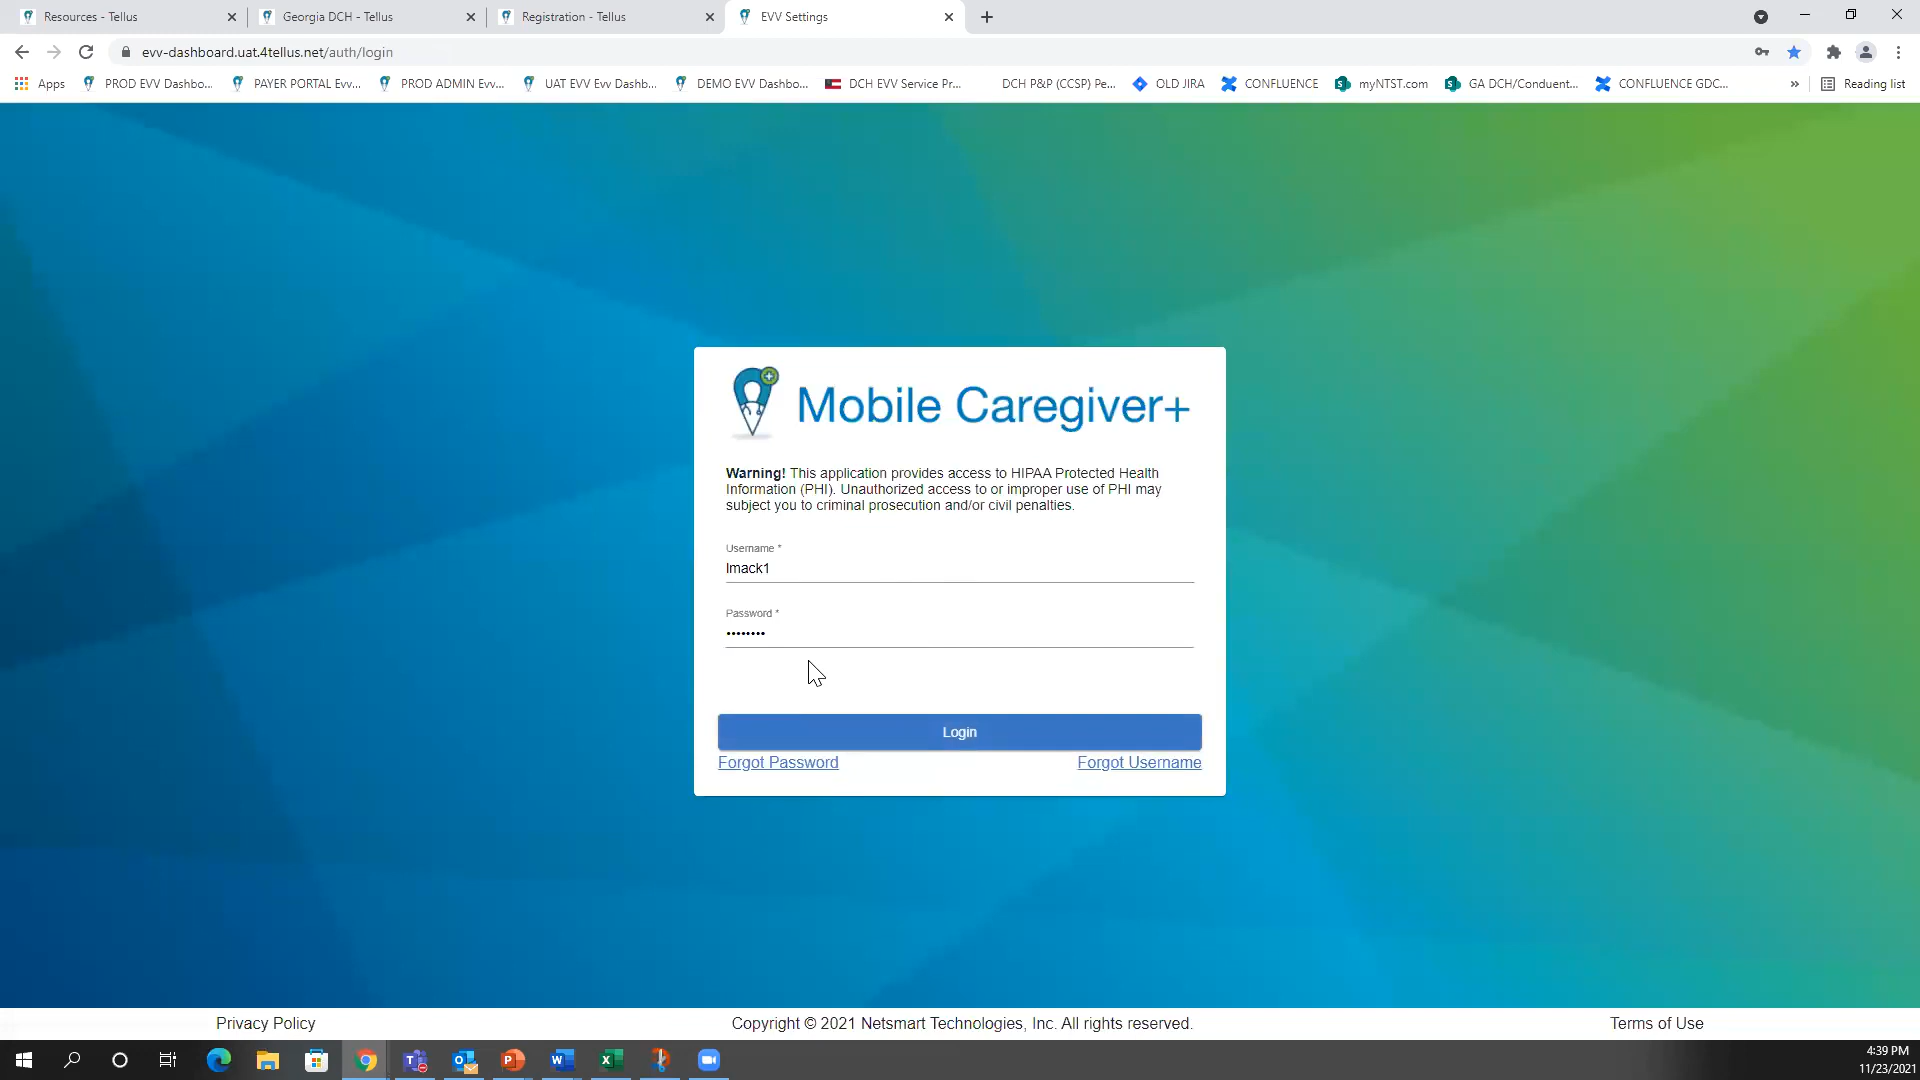 Resources - Tellus
Georgia DCH - Tellus
Registration - Tellus
EVV Settings
evv-dashboard.uat.4tellus.net/auth/login
Apps
PROD EVV Dashbo...
PAYER PORTAL Evv...
PROD ADMIN Evv...
UAT EVV Evv Dashb...
DEMO EVV Dashbo...
DCH EVV Service Pr...
DCH P&P (CCSP) Pe...
OLD JIRA
CONFLUENCE
myNTST.com
GA DCH/Conduent...
CONFLUENCE GDC...
»
Reading list
Mobile Caregiver+
Warning! This application provides access to HIPAA Protected Health
Information (PHI). Unauthorized access to or improper use of PHI may
subject you to criminal prosecution and/or civil penalties.
Username *
lmack1
Password *
••••••••
Login
Forgot Password
Forgot Username
Privacy Policy
Copyright © 2021 Netsmart Technologies, Inc. All rights reserved.
Terms of Use
4:39 PM
11/23/2021